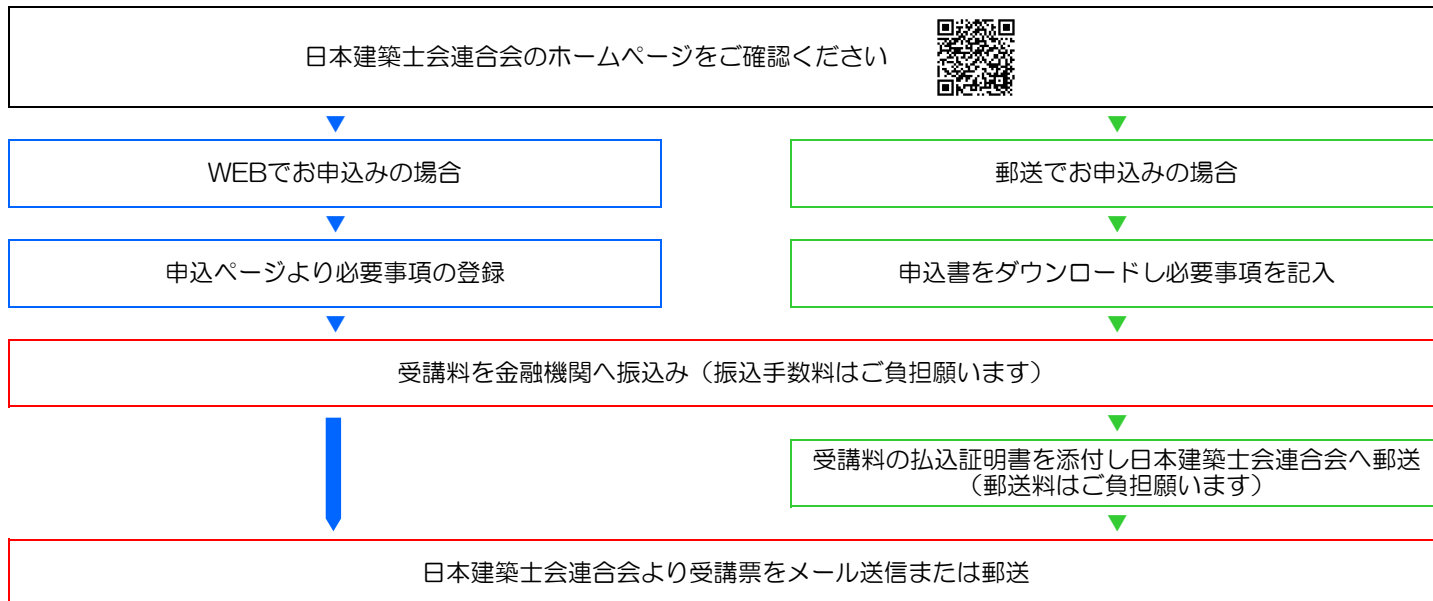 日本建築士会連合会のホームページをご確認ください
WEBでお申込みの場合
郵送でお申込みの場合
申込ページより必要事項の登録
申込書をダウンロードし必要事項を記入
受講料を金融機関へ振込み（振込手数料はご負担願います）
受講料の払込証明書を添付し日本建築士会連合会へ郵送
（郵送料はご負担願います）
日本建築士会連合会より受講票をメール送信または郵送